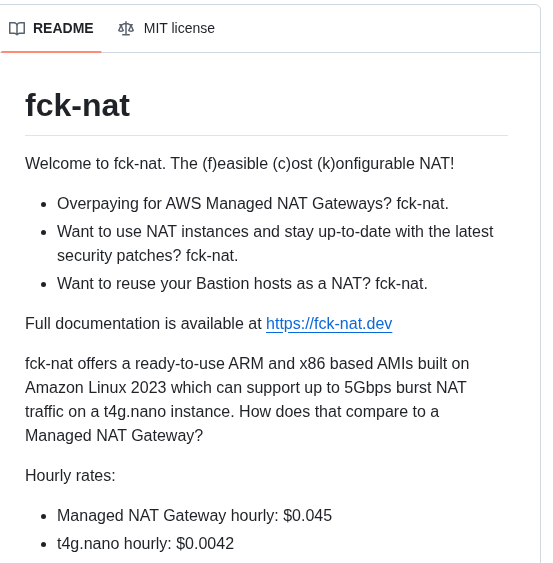 README MIT license
fck-nat
Welcome to fck-nat. The (f)easible (c)ost (k)onfigurable NAT!
Overpaying for AWS Managed NAT Gateways? fck-nat.
Want to use NAT instances and stay up-to-date with the latest
security patches? fck-nat.
Want to reuse your Bastion hosts as a NAT? fck-nat.
Full documentation is available at https://fck-nat.dev
fck-nat offers a ready-to-use ARM and x86 based AMIs built on
Amazon Linux 2023 which can support up to 5Gbps burst NAT
traffic on a t4g.nano instance. How does that compare to a
Managed NAT Gateway?
Hourly rates:
Managed NAT Gateway hourly: $0.045
t4g.nano hourly: $0.0042